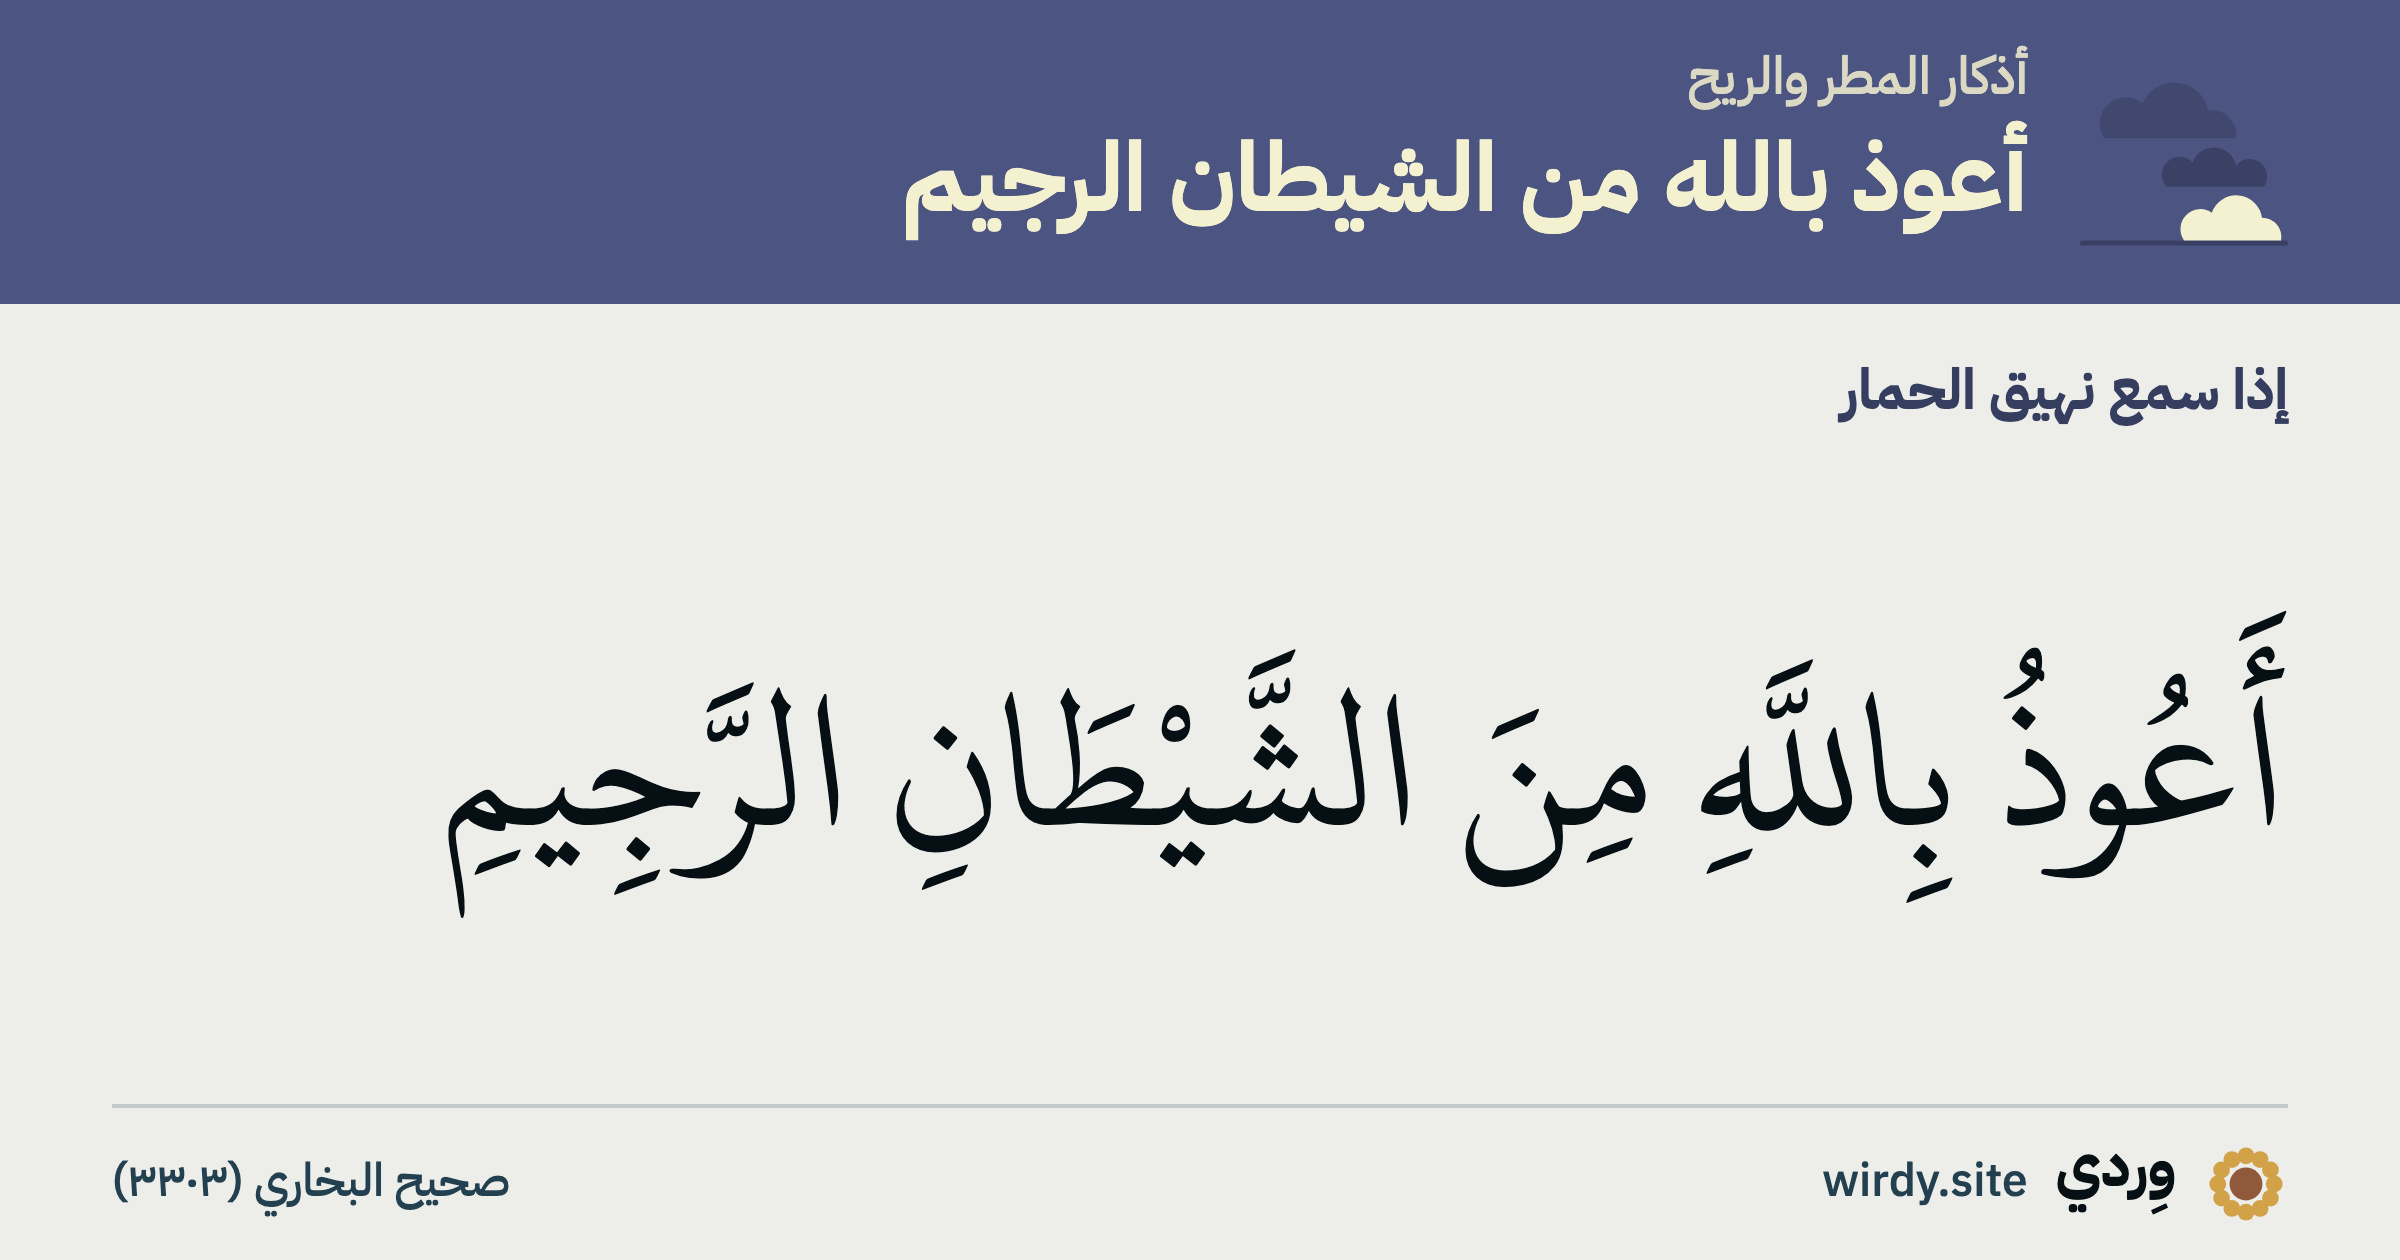 أذكار المطر والريح
أعوذ بالله من الشيطان الرجيم
إذا سمع نهيق الحمار
أَعُوذُ بِاللَّهِ مِنَ الشَّيْطَانِ الرَّجِيمِ
وِردي wirdy.site
صحيح البخاري (٣٣٠٣)